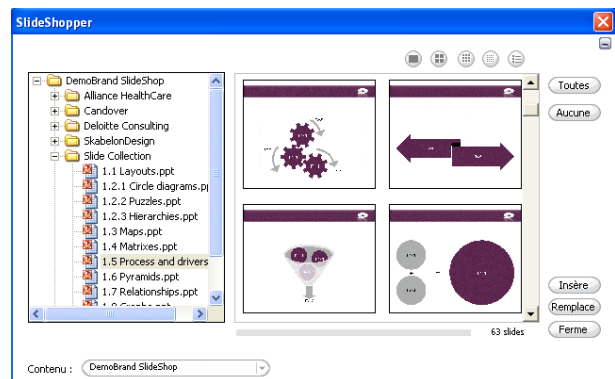 SlideShopper
DemoBrand SlideShop
Alliance HealthCare
Candover
Deloitte Consulting
SkabelonDesign
Slide Collection
1.1 Layouts.ppt
1.2.1 Circle diagrams.p
1.2.2 Puzzles.ppt
1.2.3 Hierarchies.ppt
1.3 Maps.ppt
1.4 Matrixes.ppt
1.5 Process and drivers
1.6 Pyramids.ppt
1.7 Relationships.ppt
Toutes
Aucune
Insère
Remplace
Ferme
63 slides
Contenu :
DemoBrand SlideShop